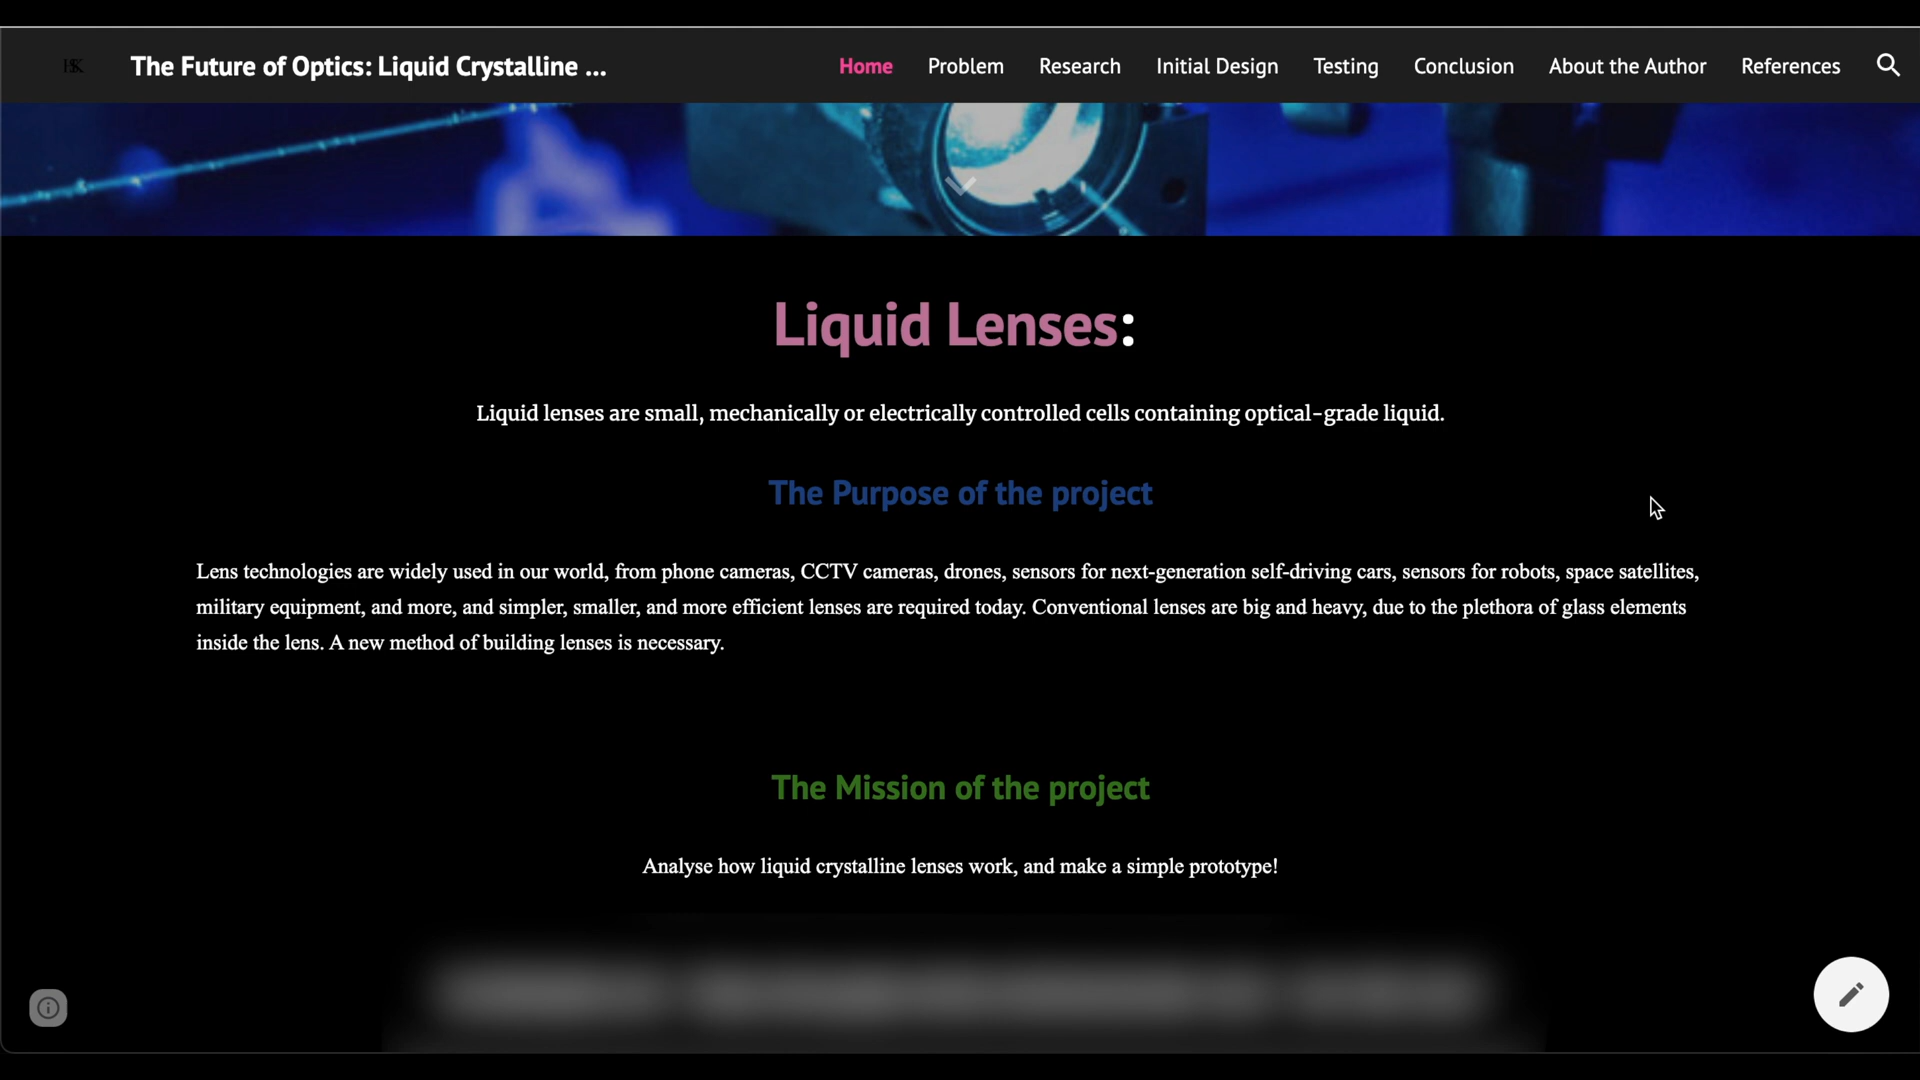 The Future of Optics: Liquid Crystalline ...
Home Problem Research Initial Design Testing Conclusion About the Author References
Liquid Lenses:
Liquid lenses are small, mechanically or electrically controlled cells containing optical-grade liquid.
The Purpose of the project
Lens technologies are widely used in our world, from phone cameras, CCTV cameras, drones, sensors for next-generation self-driving cars, sensors for robots, space satellites,
military equipment, and more, and simpler, smaller, and more efficient lenses are required today. Conventional lenses are big and heavy, due to the plethora of glass elements
inside the lens. A new method of building lenses is necessary.
The Mission of the project
Analyse how liquid crystalline lenses work, and make a simple prototype!